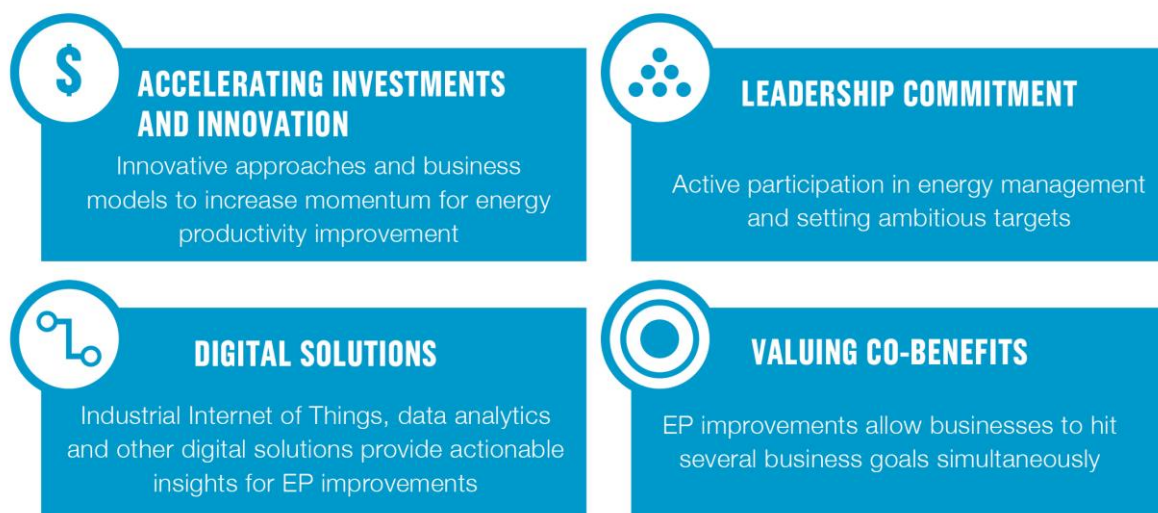 $
ACCELERATING INVESTMENTS
AND INNOVATION
Innovative approaches and business
models to increase momentum for energy
productivity improvement
LEADERSHIP COMMITMENT
Active participation in energy management
and setting ambitious targets
DIGITAL SOLUTIONS
Industrial Internet of Things, data analytics
and other digital solutions provide actionable
insights for EP improvements
VALUING CO-BENEFITS
EP improvements allow businesses to hit
several business goals simultaneously